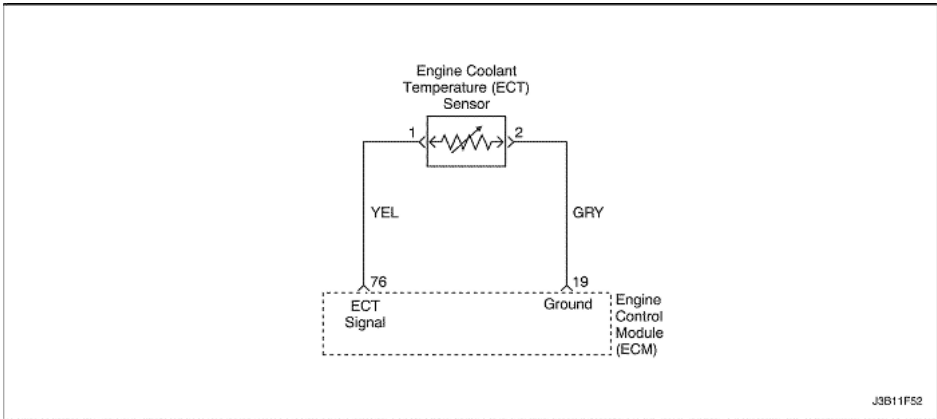 Engine Coolant
Temperature (ECT)
Sensor
1
2
YEL
GRY
76
19
ECT
Signal
Ground
Engine
Control
Module
(ECM)
J3B11F52